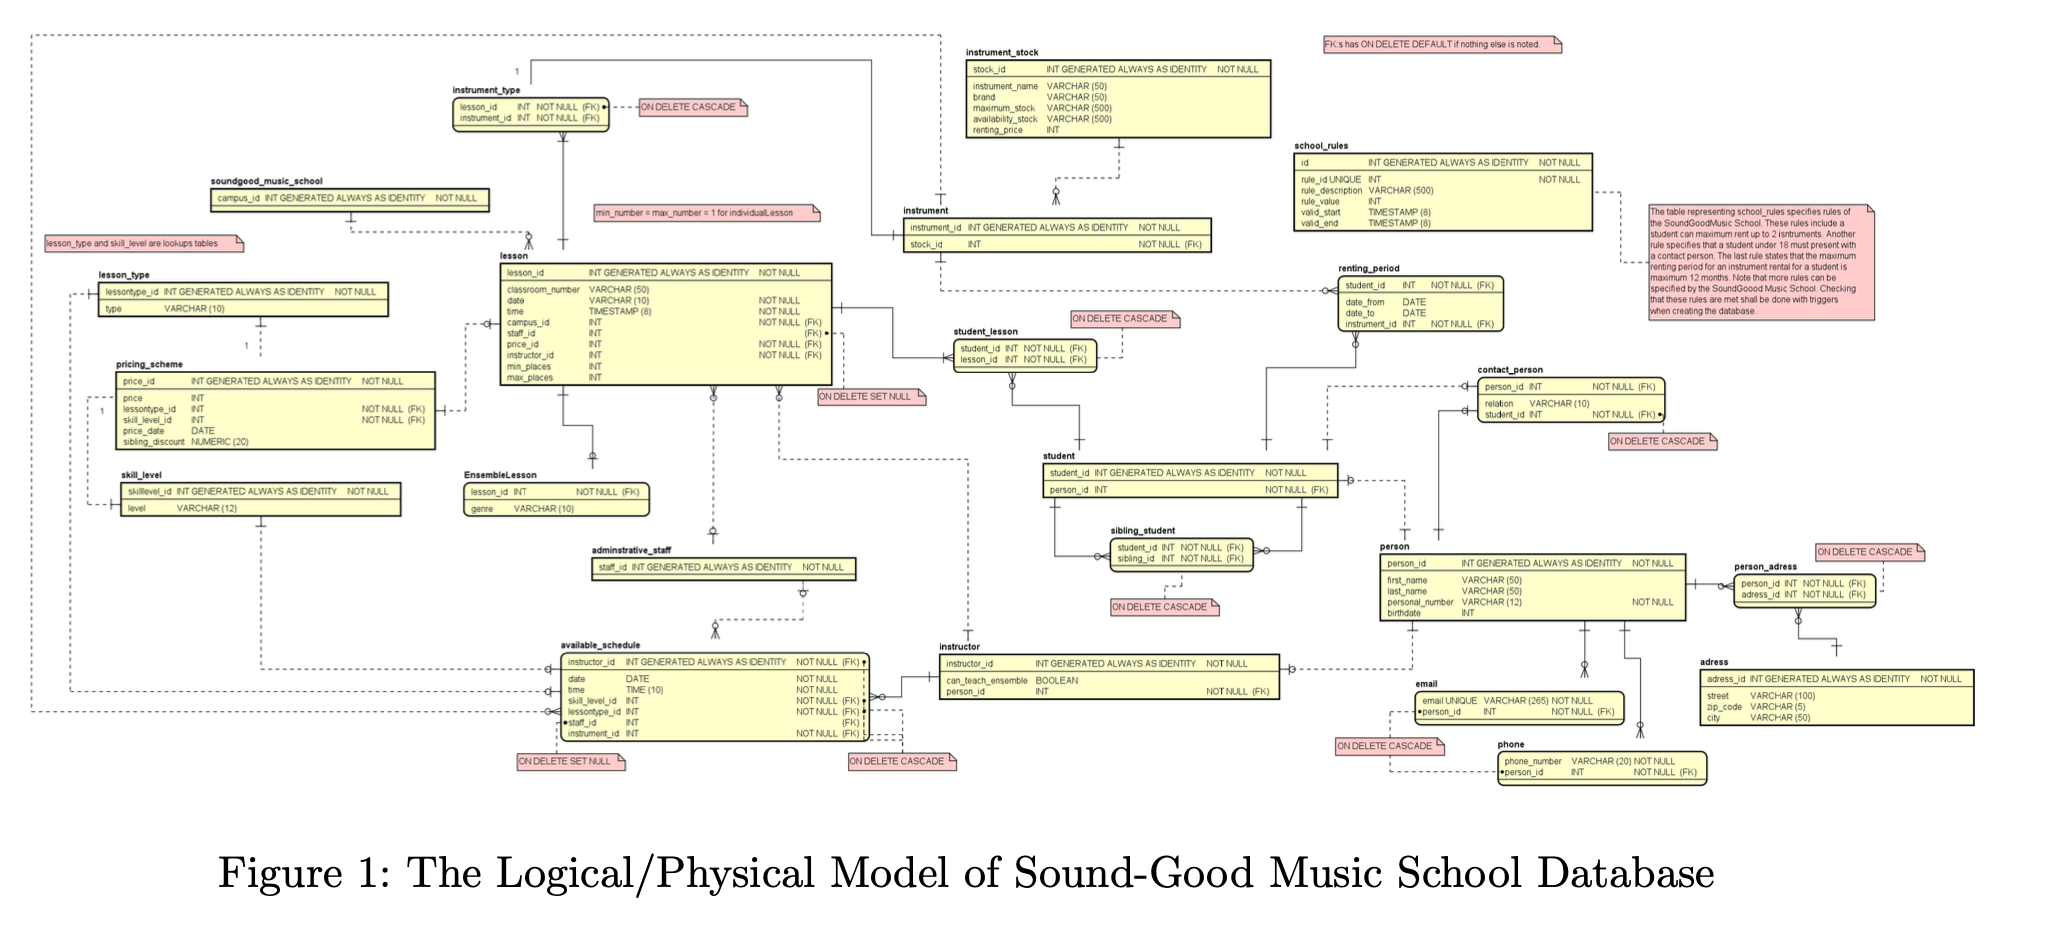 FK:s has ON DELETE DEFAULT if nothing else is noted.
instrument_stock
stock_id INT GENERATED ALWAYS AS IDENTITY NOT NULL
instrument_name VARCHAR (50)
brand VARCHAR (50)
maximum_stock VARCHAR (500)
availability_stock VARCHAR (500)
renting_price INT
1
instrument_type
lesson_id INT NOT NULL (FK)
instrument_id INT NOT NULL (FK)
ON DELETE CASCADE
school_rules
id INT GENERATED ALWAYS AS IDENTITY NOT NULL
rule_id UNIQUE INT NOT NULL
rule_description VARCHAR (500)
rule_value INT
valid_start TIMESTAMP (8)
valid_end TIMESTAMP (8)
soundgood_music_school
campus_id INT GENERATED ALWAYS AS IDENTITY NOT NULL
min_number = max_number = 1 for individualLesson
instrument
instrument_id INT GENERATED ALWAYS AS IDENTITY NOT NULL
stock_id INT NOT NULL (FK)
The table representing school_rules specifies rules of
the SoundGoodMusic School. These rules include a
student can maximum rent up to 2 isntruments. Another
rule specifies that a student under 18 must present with
a contact person. The last rule states that the maximum
renting period for an instrument rental for a student is
maximum 12 months. Note that more rules can be
specified by the SoundGoood Music School. Checking
that these rules are met shall be done with triggers
when creating the database.
lesson_type and skill_level are lookups tables
lesson_type
lessontype_id INT GENERATED ALWAYS AS IDENTITY NOT NULL
type VARCHAR (10)
1
lesson
lesson_id INT GENERATED ALWAYS AS IDENTITY NOT NULL
classroom_number VARCHAR (50)
date VARCHAR (10) NOT NULL
time TIMESTAMP (8) NOT NULL
campus_id INT NOT NULL (FK)
staff_id INT (FK)
price_id INT NOT NULL (FK)
instructor_id INT NOT NULL (FK)
min_places INT
max_places INT
ON DELETE SET NULL
renting_period
student_id INT NOT NULL (FK)
date_from DATE
date_to DATE
instrument_id INT NOT NULL (FK)
ON DELETE CASCADE
student_lesson
student_id INT NOT NULL (FK)
lesson_id INT NOT NULL (FK)
pricing_scheme
price_id INT GENERATED ALWAYS AS IDENTITY NOT NULL
price INT
lessontype_id INT NOT NULL (FK)
skill_level_id INT NOT NULL (FK)
price_date DATE
sibling_discount NUMERIC (20)
1
contact_person
person_id INT NOT NULL (FK)
relation VARCHAR (10)
student_id INT NOT NULL (FK)
ON DELETE CASCADE
skill_level
skilllevel_id INT GENERATED ALWAYS AS IDENTITY NOT NULL
level VARCHAR (12)
EnsembleLesson
lesson_id INT NOT NULL (FK)
genre VARCHAR (10)
student
student_id INT GENERATED ALWAYS AS IDENTITY NOT NULL
person_id INT NOT NULL (FK)
sibling_student
student_id INT NOT NULL (FK)
sibling_id INT NOT NULL (FK)
ON DELETE CASCADE
adminstrative_staff
staff_id INT GENERATED ALWAYS AS IDENTITY NOT NULL
person
person_id INT GENERATED ALWAYS AS IDENTITY NOT NULL
first_name VARCHAR (50)
last_name VARCHAR (50)
personal_number VARCHAR (12) NOT NULL
birthdate INT
ON DELETE CASCADE
person_adress
person_id INT NOT NULL (FK)
adress_id INT NOT NULL (FK)
available_schedule
instructor_id INT GENERATED ALWAYS AS IDENTITY NOT NULL (FK)
date DATE NOT NULL
time TIME (10) NOT NULL
skill_level_id INT NOT NULL (FK)
lessontype_id INT NOT NULL (FK)
staff_id INT (FK)
instrument_id INT NOT NULL (FK)
ON DELETE SET NULL
ON DELETE CASCADE
instructor
instructor_id INT GENERATED ALWAYS AS IDENTITY NOT NULL
can_teach_ensemble BOOLEAN
person_id INT NOT NULL (FK)
adress
adress_id INT GENERATED ALWAYS AS IDENTITY NOT NULL
street VARCHAR (100)
zip_code VARCHAR (5)
city VARCHAR (50)
email
email UNIQUE VARCHAR (265) NOT NULL
person_id INT NOT NULL (FK)
ON DELETE CASCADE
phone
phone_number VARCHAR (20) NOT NULL
person_id INT NOT NULL (FK)
Figure 1: The Logical/Physical Model of Sound-Good Music School Database